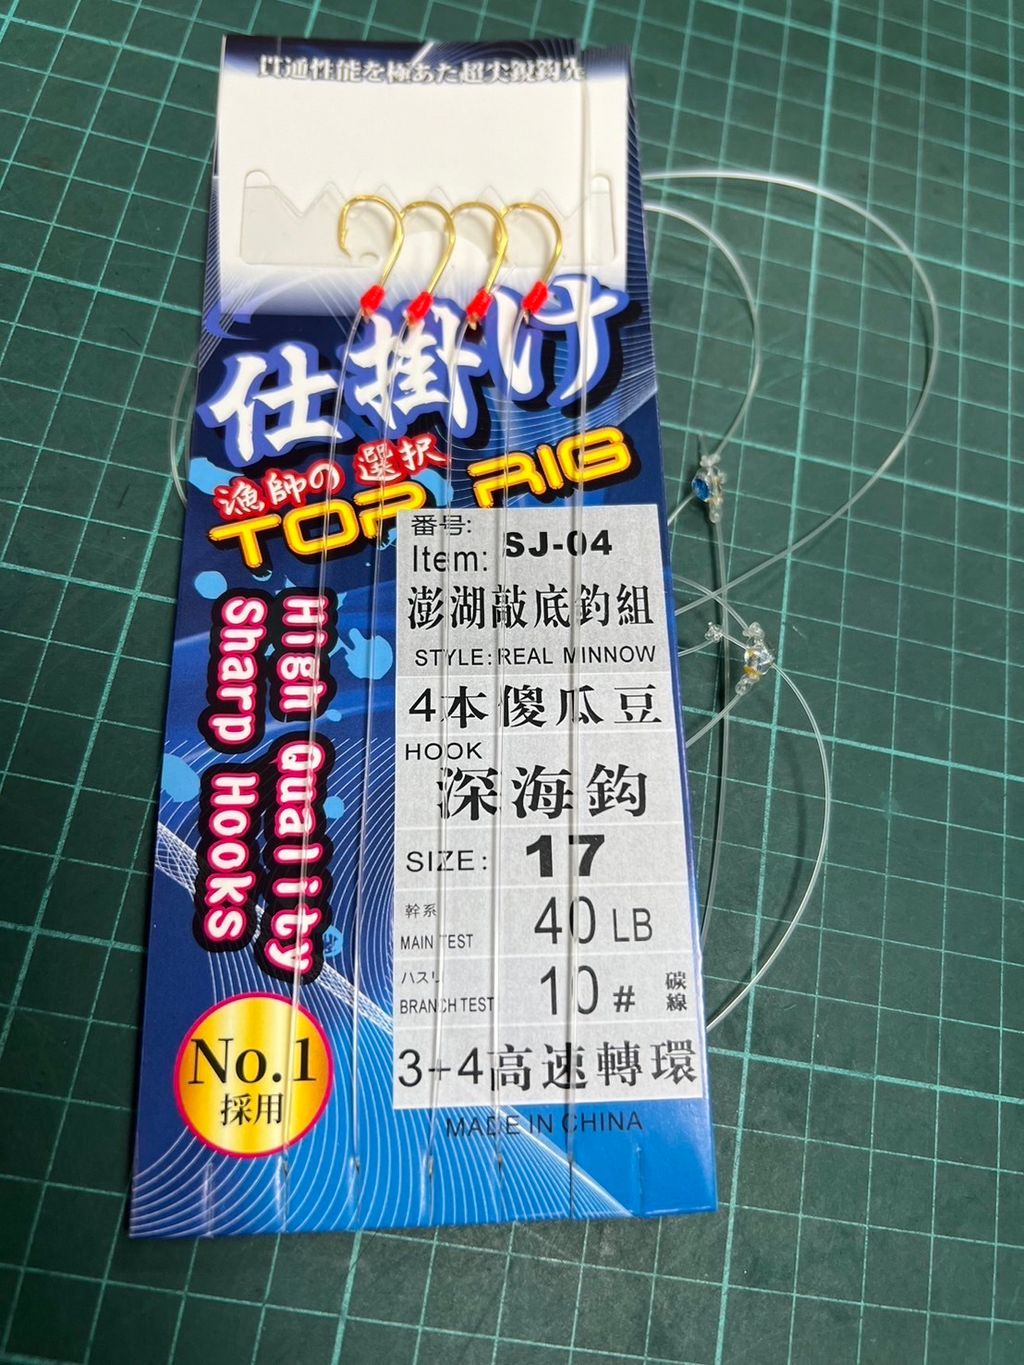 貫通性能を極めた超尖鋭鈎先
仕掛け
漁師の選択
TOP RIG
High Quality
Sharp Hooks
No.1
採用
番号:
Item: SJ-04
澎湖敲底釣組
STYLE: REAL MINNOW
4本傻瓜豆
HOOK
深海鈎
SIZE: 17
幹系
MAIN TEST 40 LB
ハスリ
BRANCH TEST 10 # 碳線
3+4高速轉環
MADE IN CHINA